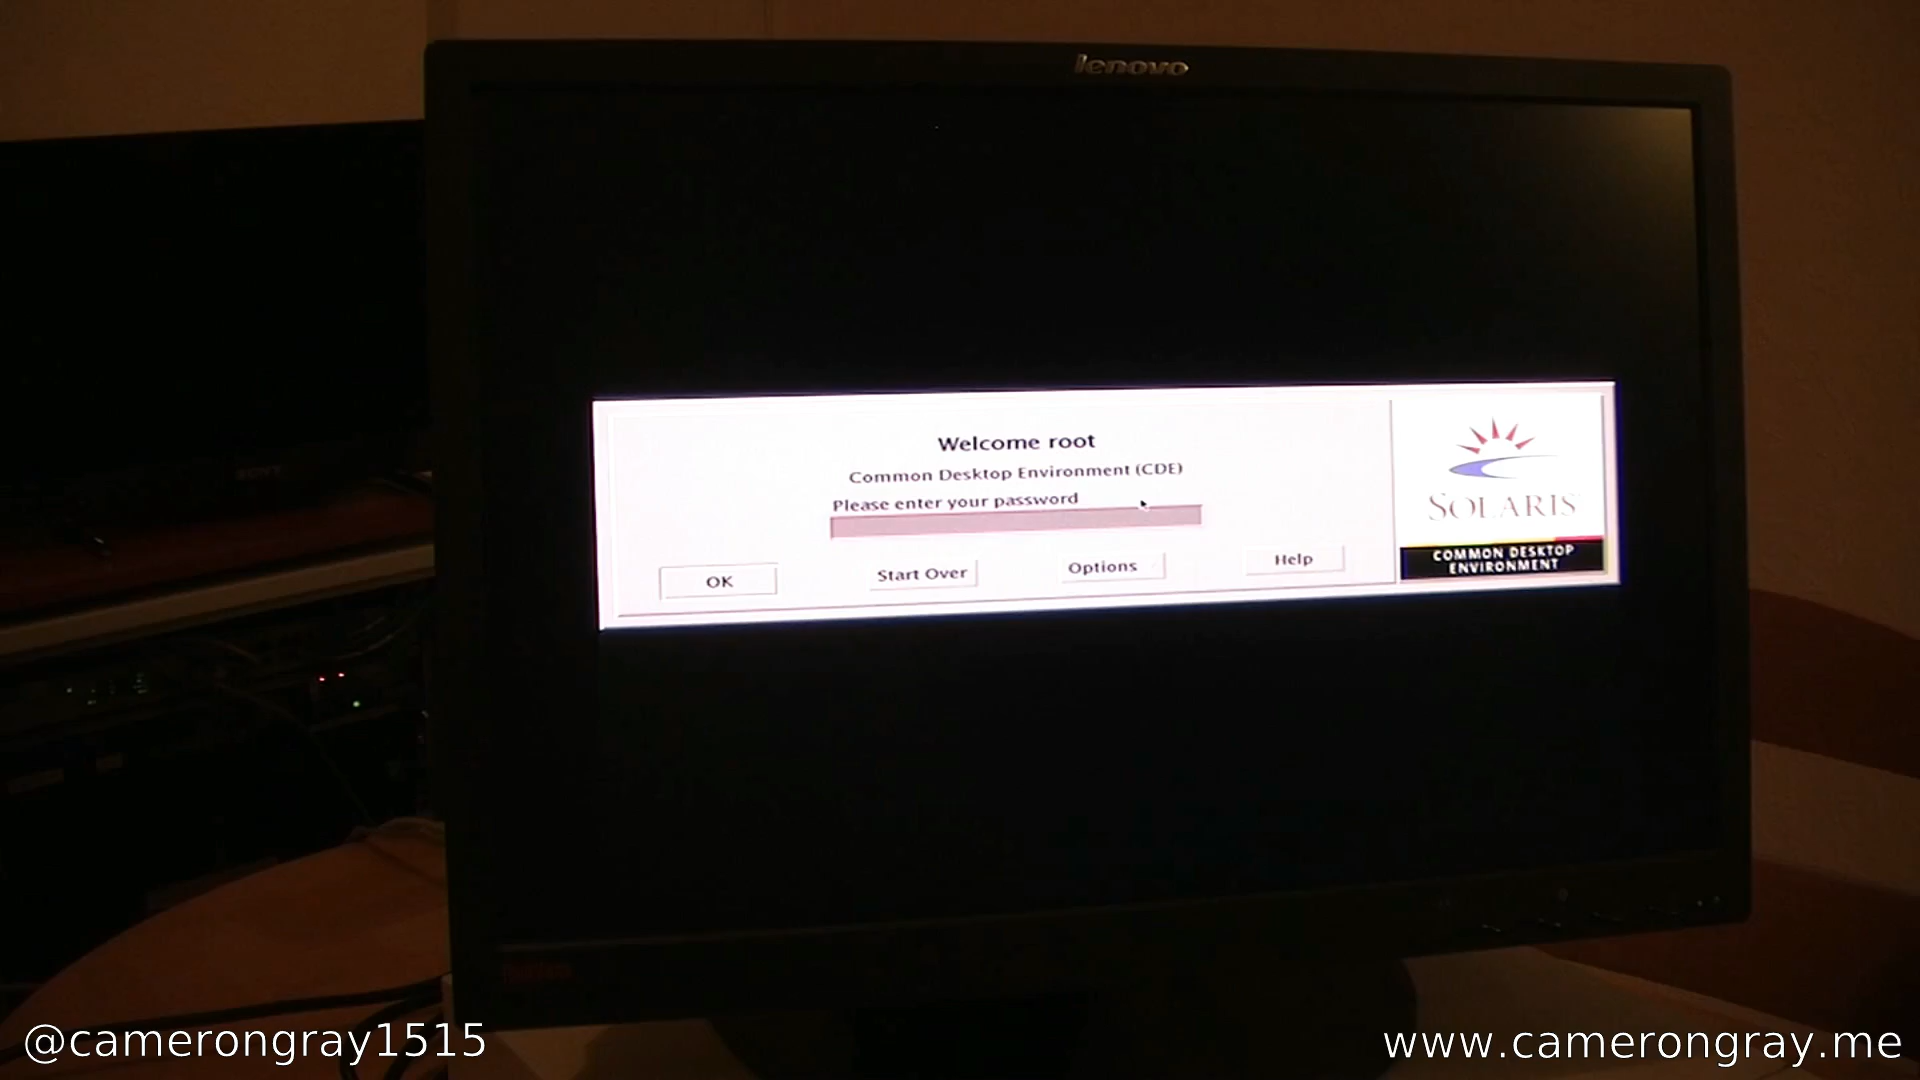 lenovo
Welcome root
Common Desktop Environment (CDE)
Please enter your password
OK
Start Over
Options
Help
SOLARIS
COMMON DESKTOP
ENVIRONMENT
SONY
@camerongray1515
www.camerongray.me